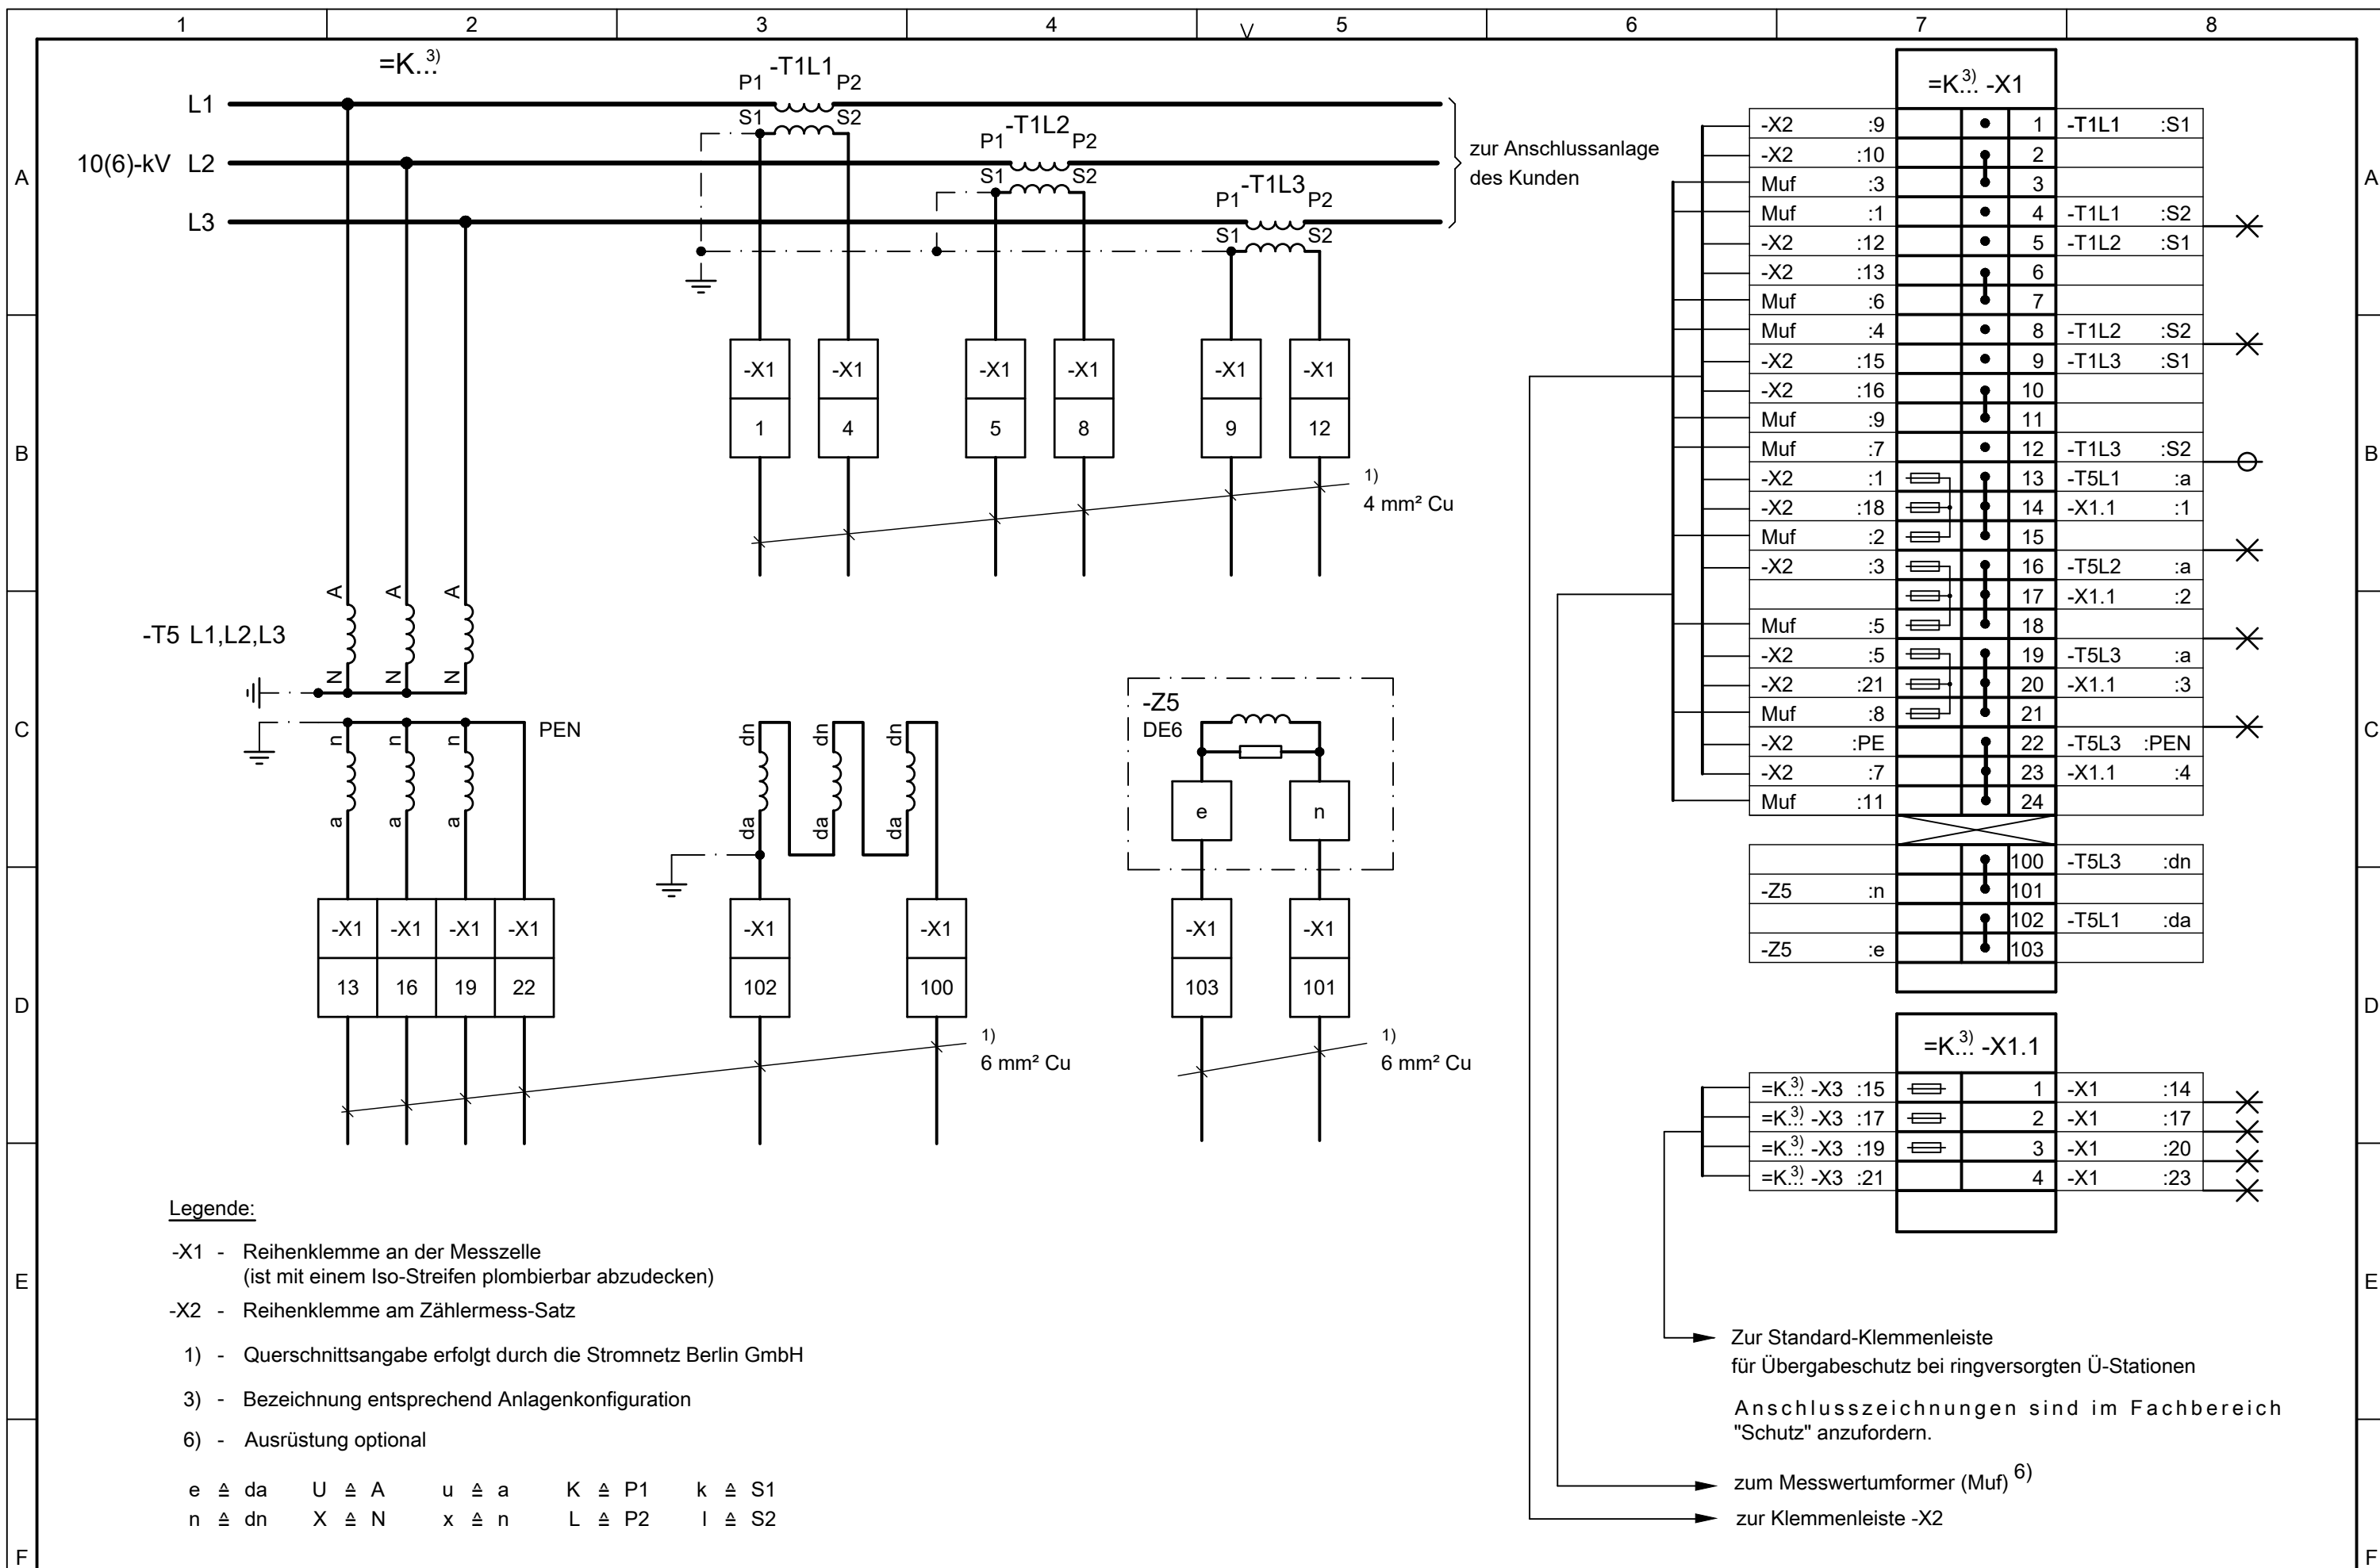 1 2 3 4 5 6 7 8
=K...3)
-T1L1
P1 P2
L1
S1 S2
-T1L2
P1 P2
10(6)-kV L2
S1 S2
-T1L3
P1 P2
L3
S1 S2
zur Anschlussanlage
des Kunden
A A
-X1 -X1 -X1 -X1 -X1 -X1
1 4 5 8 9 12
B B
1)
4 mm² Cu
A A A
-T5 L1,L2,L3
N N N
PEN
n n n
a a a
dn dn dn
da da da
-Z5
DE6
e n
C C
-X1 -X1 -X1 -X1 -X1 -X1 -X1 -X1
13 16 19 22 102 100 103 101
D D
1)
6 mm² Cu
1)
6 mm² Cu
=K...3) -X1
-X2 :9 1 -T1L1 :S1
-X2 :10 2
Muf :3 3
Muf :1 4 -T1L1 :S2
-X2 :12 5 -T1L2 :S1
-X2 :13 6
Muf :6 7
Muf :4 8 -T1L2 :S2
-X2 :15 9 -T1L3 :S1
-X2 :16 10
Muf :9 11
Muf :7 12 -T1L3 :S2
-X2 :1 13 -T5L1 :a
-X2 :18 14 -X1.1 :1
Muf :2 15
-X2 :3 16 -T5L2 :a
17 -X1.1 :2
Muf :5 18
-X2 :5 19 -T5L3 :a
-X2 :21 20 -X1.1 :3
Muf :8 21
-X2 :PE 22 -T5L3 :PEN
-X2 :7 23 -X1.1 :4
Muf :11 24
100 -T5L3 :dn
-Z5 :n 101
102 -T5L1 :da
-Z5 :e 103
=K...3) -X1.1
=K...3) -X3 :15 1 -X1 :14
=K...3) -X3 :17 2 -X1 :17
=K...3) -X3 :19 3 -X1 :20
=K...3) -X3 :21 4 -X1 :23
Legende:
-X1 - Reihenklemme an der Messzelle
(ist mit einem Iso-Streifen plombierbar abzudecken)
-X2 - Reihenklemme am Zählermess-Satz
1) - Querschnittsangabe erfolgt durch die Stromnetz Berlin GmbH
3) - Bezeichnung entsprechend Anlagenkonfiguration
6) - Ausrüstung optional
e ≙ da U ≙ A u ≙ a K ≙ P1 k ≙ S1
n ≙ dn X ≙ N x ≙ n L ≙ P2 l ≙ S2
E E
Zur Standard-Klemmenleiste
für Übergabeschutz bei ringversorgten Ü-Stationen
Anschlusszeichnungen sind im Fachbereich
"Schutz" anzufordern.
zum Messwertumformer (Muf) 6)
zur Klemmenleiste -X2
F F